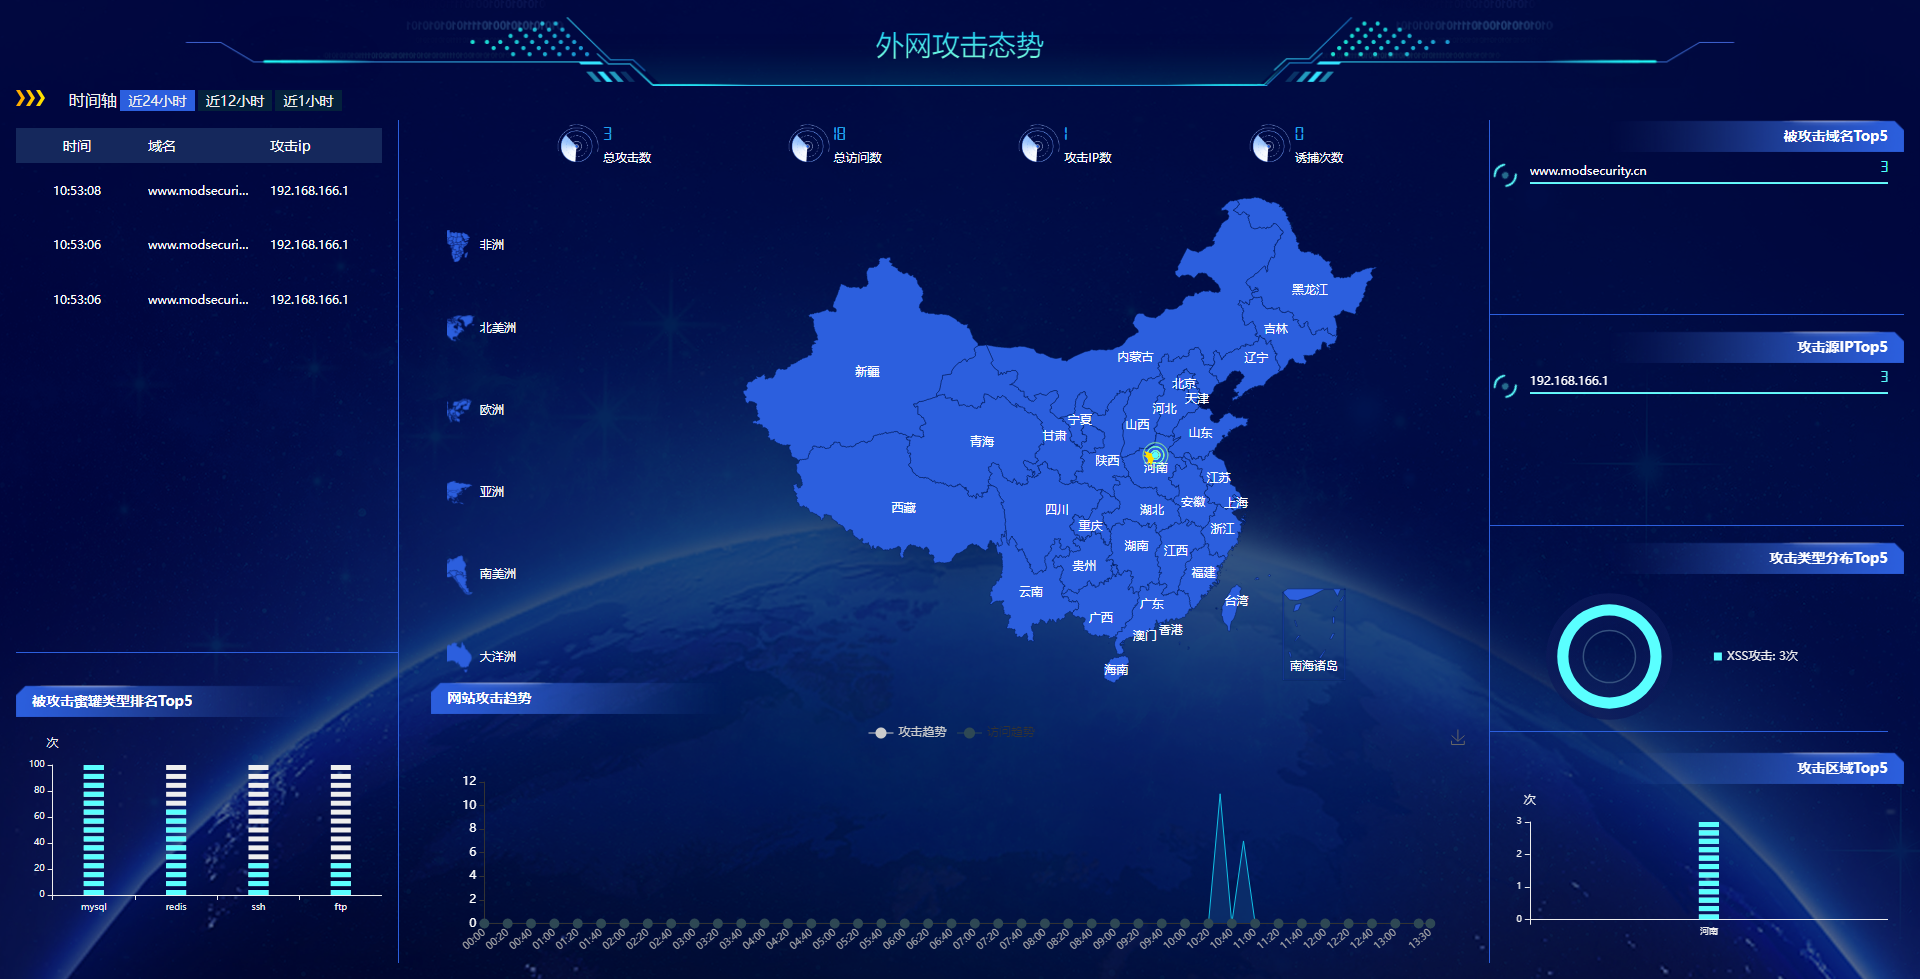 外网攻击态势
时间轴 近24小时 近12小时 近1小时
时间 域名 攻击ip
10:53:08 www.modsecuri... 192.168.166.1
10:53:06 www.modsecuri... 192.168.166.1
10:53:06 www.modsecuri... 192.168.166.1
被攻击蜜罐类型排名Top5
次
100
80
60
40
20
0
mysql redis ssh ftp
3
总攻击数
18
总访问数
1
攻击IP数
0
诱捕次数
非洲
北美洲
欧洲
亚洲
南美洲
大洋洲
黑龙江
吉林
内蒙古
辽宁
新疆
北京
天津
河北
宁夏
山西
甘肃
山东
青海
陕西
河南
江苏
西藏
四川
湖北
安徽
上海
重庆
浙江
湖南
江西
贵州
福建
云南
广东
台湾
广西
香港
澳门
海南
南海诸岛
网站攻击趋势
攻击趋势 访问趋势
12
10
8
6
4
2
0
00:00 00:20 00:40 01:00 01:20 01:40 02:00 02:20 02:40 03:00 03:20 03:40 04:00 04:20 04:40 05:00 05:20 05:40 06:00 06:20 06:40 07:00 07:20 07:40 08:00 08:20 08:40 09:00 09:20 09:40 10:00 10:20 10:40 11:00 11:20 11:40 12:00 12:20 12:40 13:00 13:30
被攻击域名Top5
www.modsecurity.cn 3
攻击源IPTop5
192.168.166.1 3
攻击类型分布Top5
XSS攻击: 3次
攻击区域Top5
次
3
2
1
0
河南